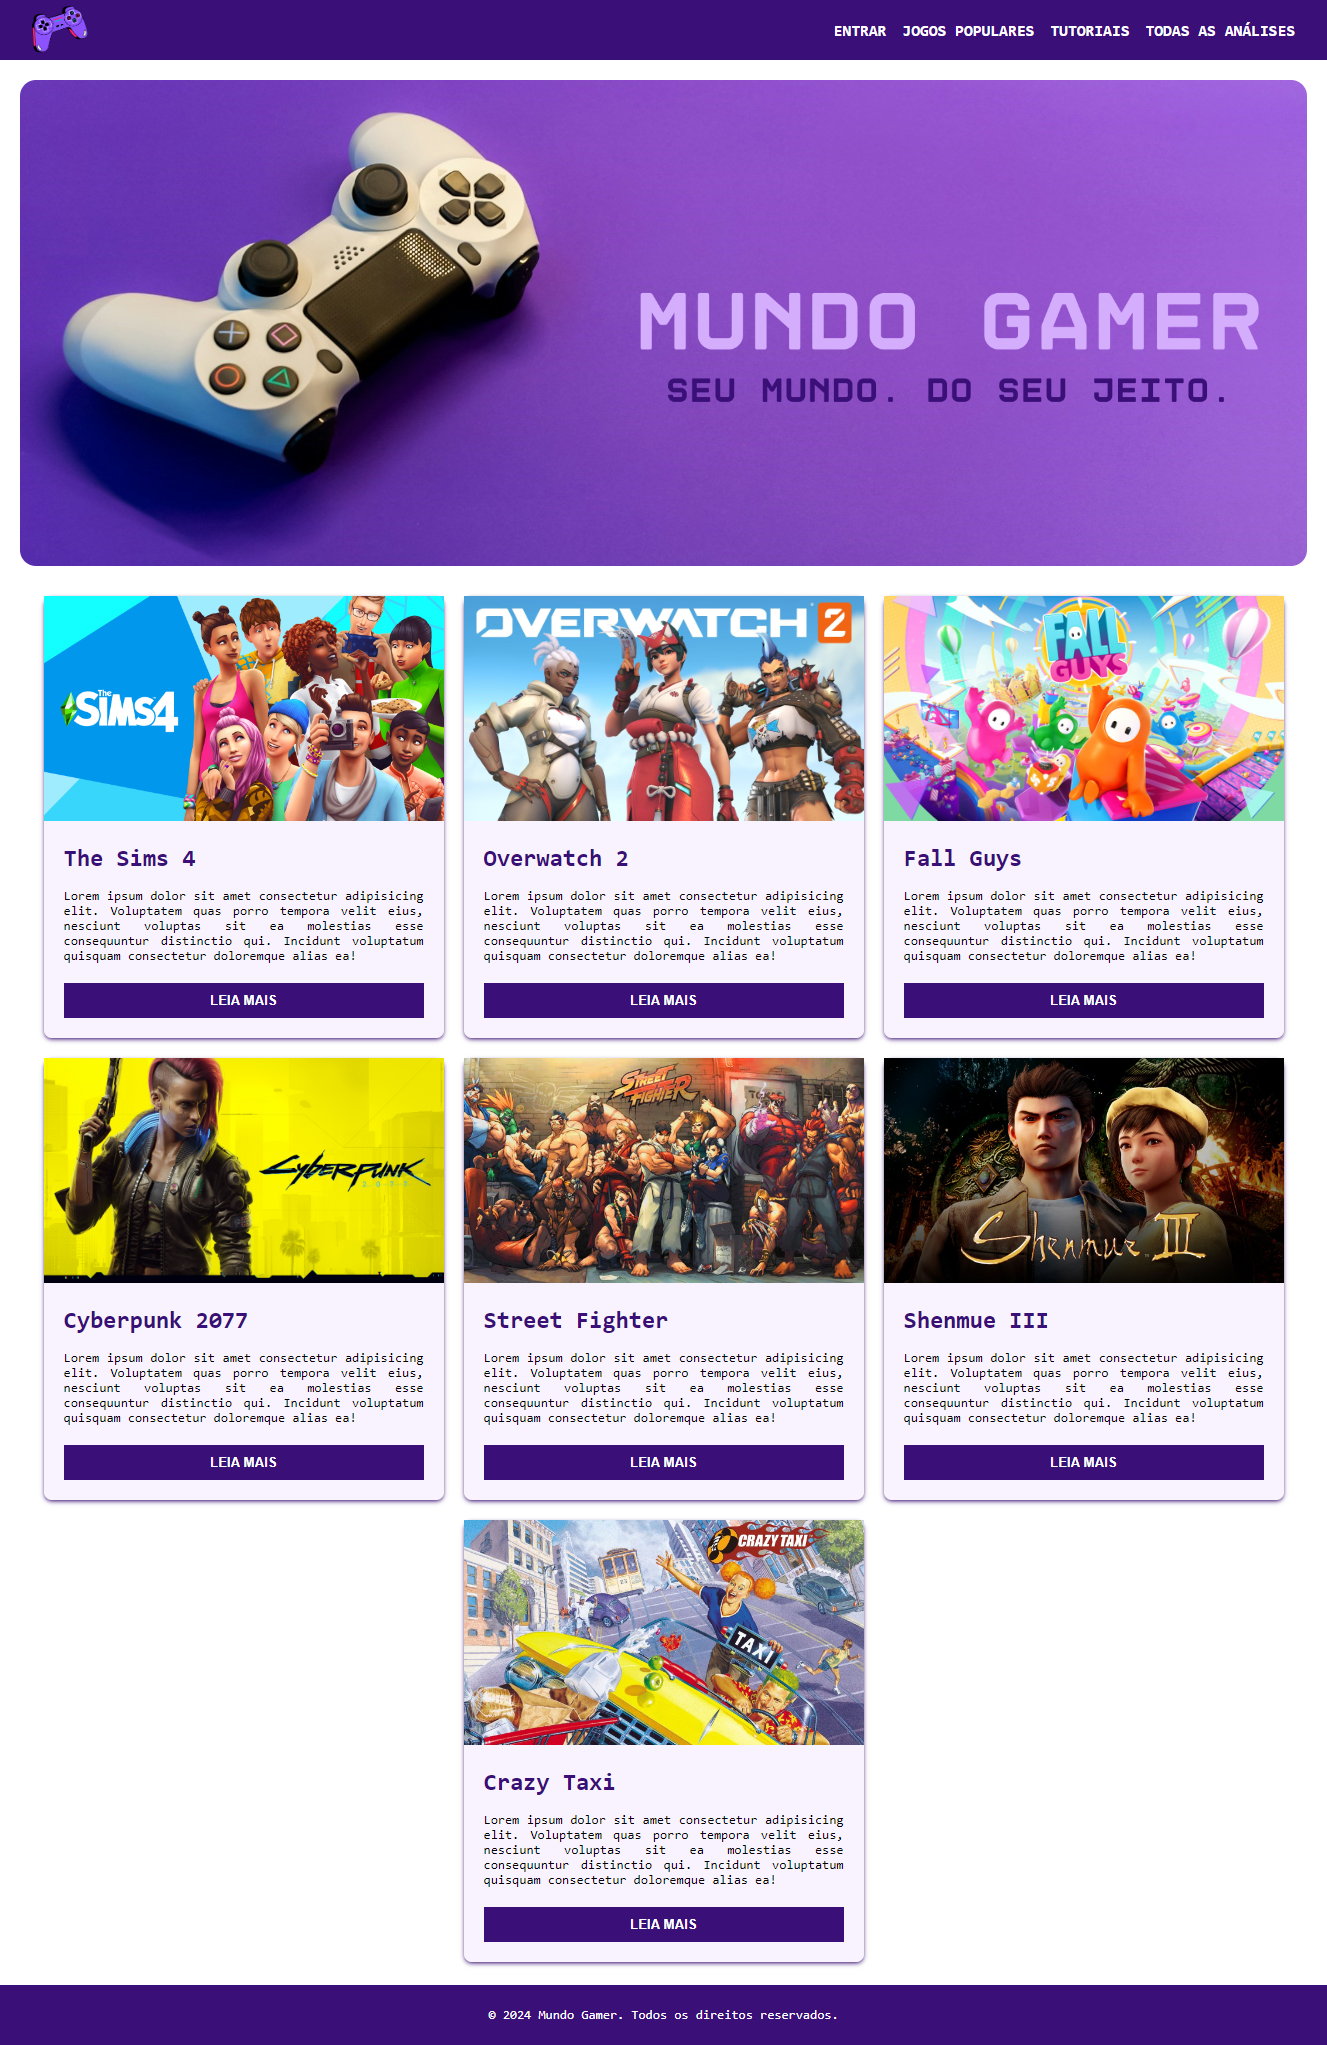 ENTRAR JOGOS POPULARES TUTORIAIS TODAS AS ANÁLISES
MUNDO GAMER
SEU MUNDO. DO SEU JEITO.
The SIMS4
OVERWATCH 2
FALL GUYS
The Sims 4
Lorem ipsum dolor sit amet consectetur adipisicing
elit. Voluptatem quas porro tempora velit eius,
nesciunt voluptas sit ea molestias esse
consequuntur distinctio qui. Incidunt voluptatum
quisquam consectetur doloremque alias ea!
LEIA MAIS
Overwatch 2
Lorem ipsum dolor sit amet consectetur adipisicing
elit. Voluptatem quas porro tempora velit eius,
nesciunt voluptas sit ea molestias esse
consequuntur distinctio qui. Incidunt voluptatum
quisquam consectetur doloremque alias ea!
LEIA MAIS
Fall Guys
Lorem ipsum dolor sit amet consectetur adipisicing
elit. Voluptatem quas porro tempora velit eius,
nesciunt voluptas sit ea molestias esse
consequuntur distinctio qui. Incidunt voluptatum
quisquam consectetur doloremque alias ea!
LEIA MAIS
Cyberpunk
2077
STREET
FIGHTER
Shenmue III
Cyberpunk 2077
Lorem ipsum dolor sit amet consectetur adipisicing
elit. Voluptatem quas porro tempora velit eius,
nesciunt voluptas sit ea molestias esse
consequuntur distinctio qui. Incidunt voluptatum
quisquam consectetur doloremque alias ea!
LEIA MAIS
Street Fighter
Lorem ipsum dolor sit amet consectetur adipisicing
elit. Voluptatem quas porro tempora velit eius,
nesciunt voluptas sit ea molestias esse
consequuntur distinctio qui. Incidunt voluptatum
quisquam consectetur doloremque alias ea!
LEIA MAIS
Shenmue III
Lorem ipsum dolor sit amet consectetur adipisicing
elit. Voluptatem quas porro tempora velit eius,
nesciunt voluptas sit ea molestias esse
consequuntur distinctio qui. Incidunt voluptatum
quisquam consectetur doloremque alias ea!
LEIA MAIS
CRAZY TAXI
TAXI
Crazy Taxi
Lorem ipsum dolor sit amet consectetur adipisicing
elit. Voluptatem quas porro tempora velit eius,
nesciunt voluptas sit ea molestias esse
consequuntur distinctio qui. Incidunt voluptatum
quisquam consectetur doloremque alias ea!
LEIA MAIS
© 2024 Mundo Gamer. Todos os direitos reservados.